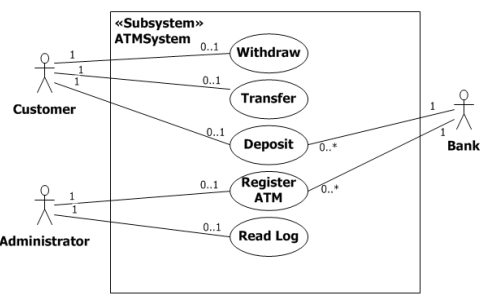 «Subsystem»
ATMSystem
1
0..1
Withdraw
1
0..1
Transfer
1
0..1
Deposit
0..*
1
Customer
Bank
1
0..1
Register
ATM
0..*
1
1
0..1
Read Log
Administrator